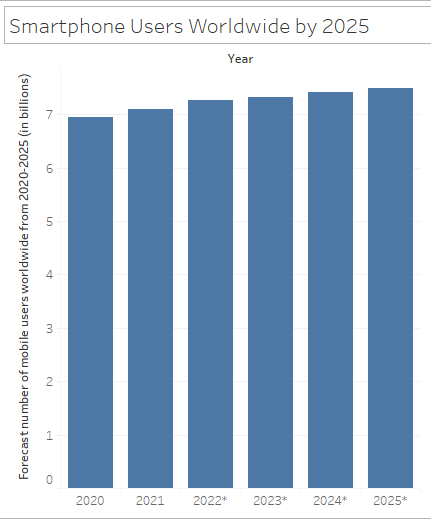 Smartphone Users Worldwide by 2025
Year
Forecast number of mobile users worldwide from 2020-2025 (in billions)
7
6
5
4
3
2
1
0
2020 2021 2022* 2023* 2024* 2025*